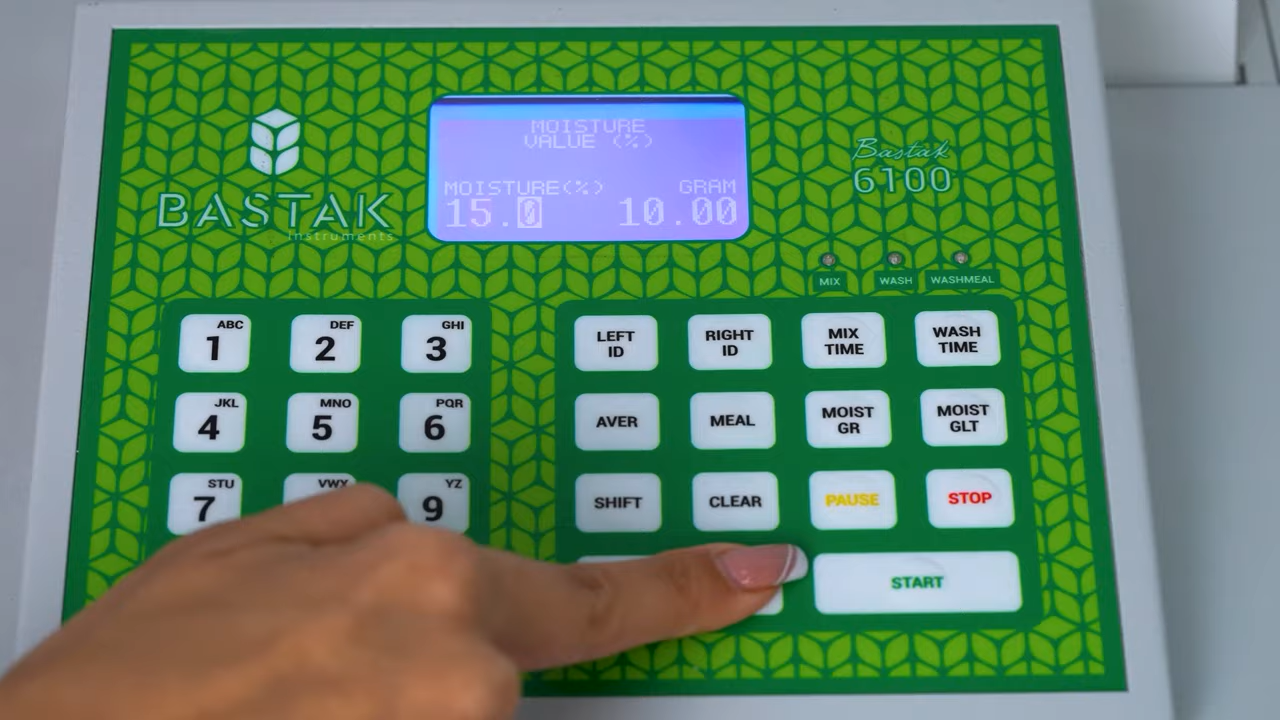 MOISTURE
VALUE (%)
MOISTURE(%) GRAM
15.0 10.00
BASTAK
instruments
Bastak
6100
MIX WASH WASHMEAL
ABC DEF GHI
1 2 3
JKL MNO PQR
4 5 6
STU VWX YZ
7 9
LEFT
ID
RIGHT
ID
MIX
TIME
WASH
TIME
AVER
MEAL
MOIST
GR
MOIST
GLT
SHIFT
CLEAR
PAUSE
STOP
START